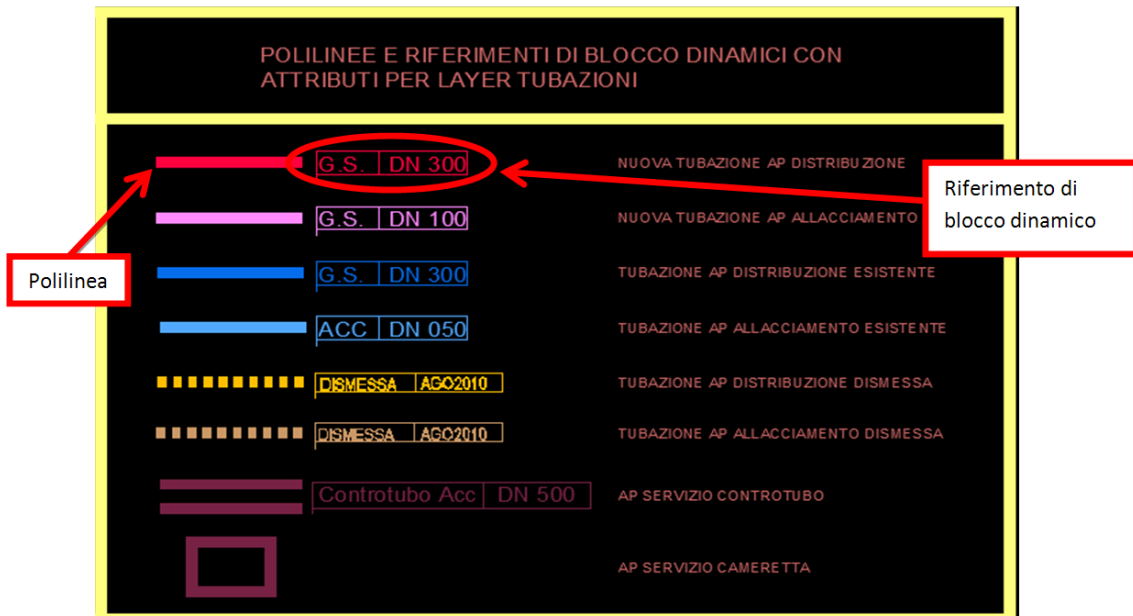 POLILINEE E RIFERIMENTI DI BLOCCO DINAMICI CON
ATTRIBUTI PER LAYER TUBAZIONI
G.S. DN 300 NUOVA TUBAZIONE AP DISTRIBUZIONE
Riferimento di
blocco dinamico
G.S. DN 100 NUOVA TUBAZIONE AP ALLACCIAMENTO
Polilinea
G.S. DN 300 TUBAZIONE AP DISTRIBUZIONE ESISTENTE
ACC DN 050 TUBAZIONE AP ALLACCIAMENTO ESISTENTE
DISMESSA AGO2010 TUBAZIONE AP DISTRIBUZIONE DISMESSA
DISMESSA AGO2010 TUBAZIONE AP ALLACCIAMENTO DISMESSA
Controtubo Acc DN 500 AP SERVIZIO CONTROTUBO
AP SERVIZIO CAMERETTA